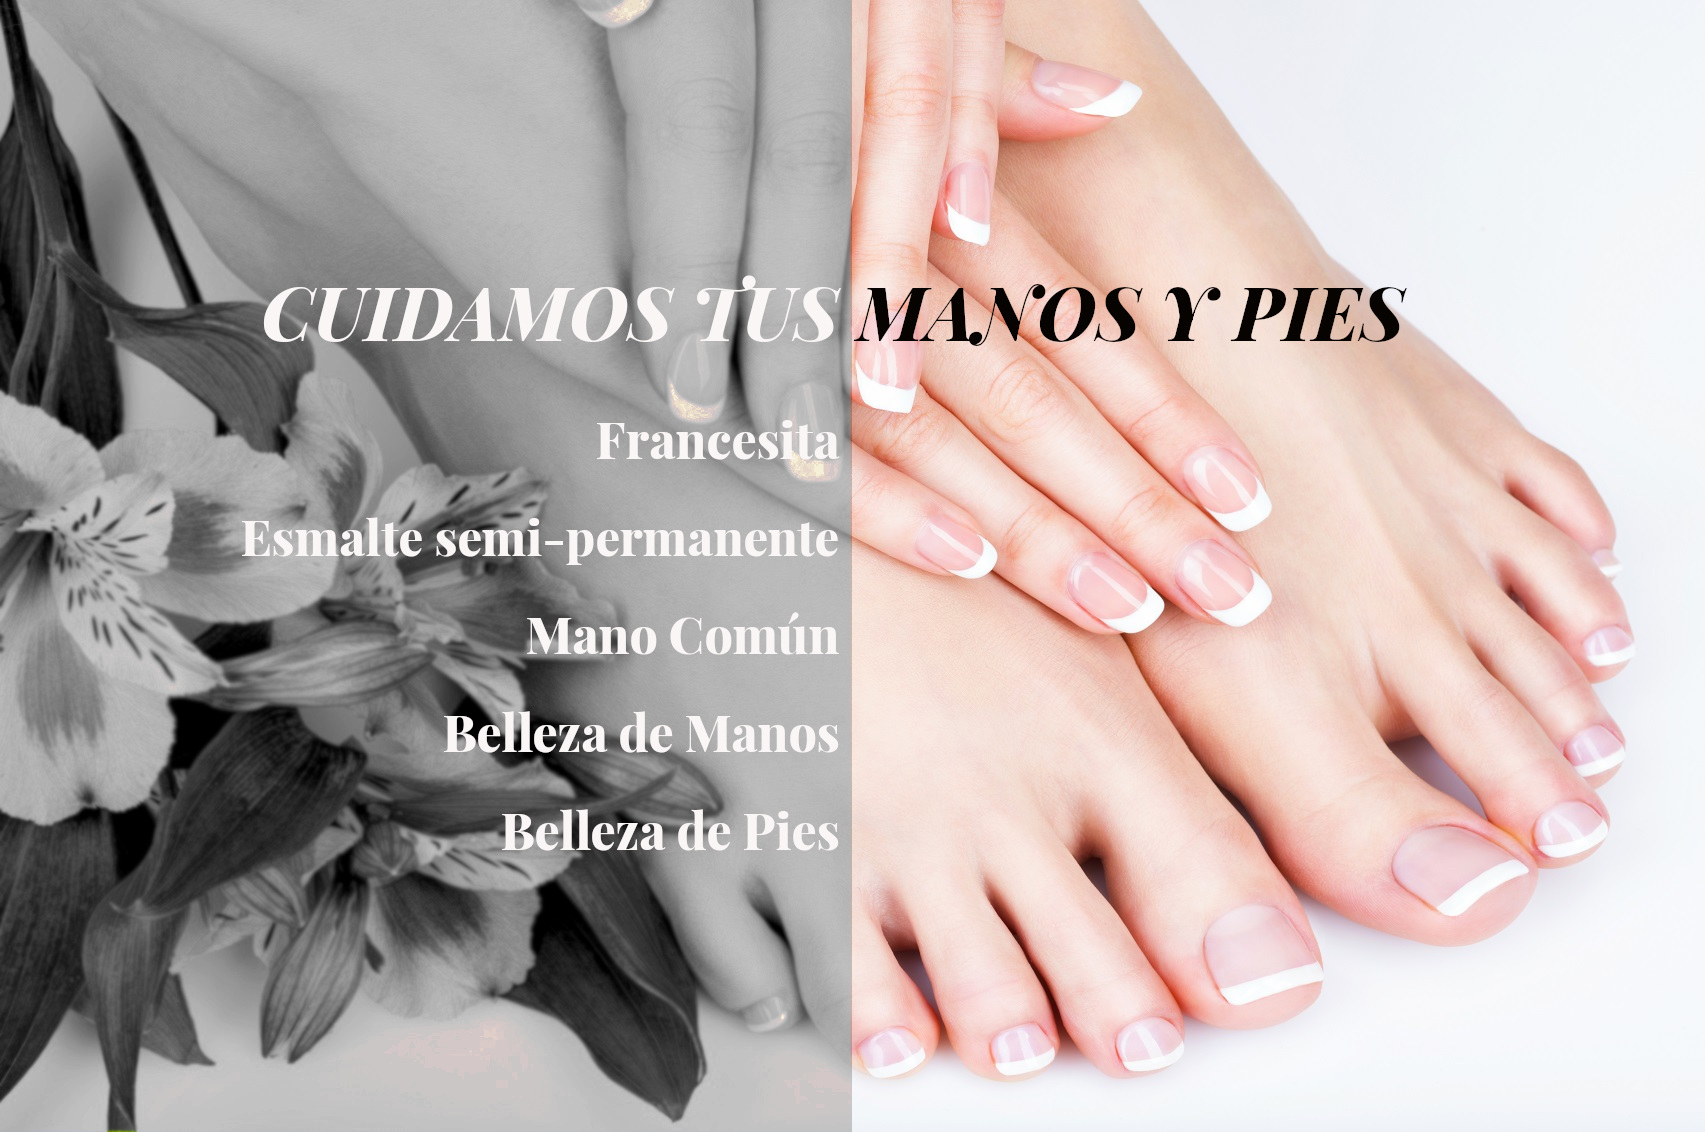 CUIDAMOS TUS MANOS Y PIES
Francesita
Esmalte semi-permanente
Mano Común
Belleza de Manos
Belleza de Pies